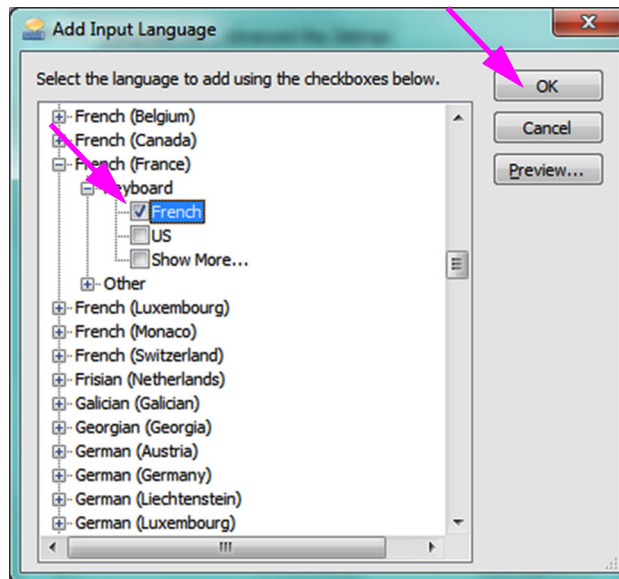 Add Input Language
Select the language to add using the checkboxes below.
OK
Cancel
Preview...
French (Belgium)
French (Canada)
French (France)
Keyboard
French
US
Show More...
Other
French (Luxembourg)
French (Monaco)
French (Switzerland)
Frisian (Netherlands)
Galician (Galician)
Georgian (Georgia)
German (Austria)
German (Germany)
German (Liechtenstein)
German (Luxembourg)